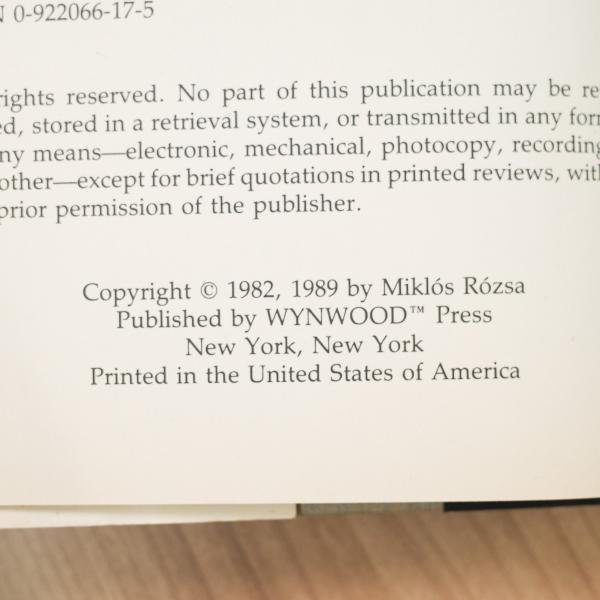 N 0-922066-17-5
rights reserved. No part of this publication may be re
ed, stored in a retrieval system, or transmitted in any for
ny means—electronic, mechanical, photocopy, recording
other—except for brief quotations in printed reviews, wit
prior permission of the publisher.
Copyright © 1982, 1989 by Miklós Rózsa
Published by WYNWOOD™ Press
New York, New York
Printed in the United States of America